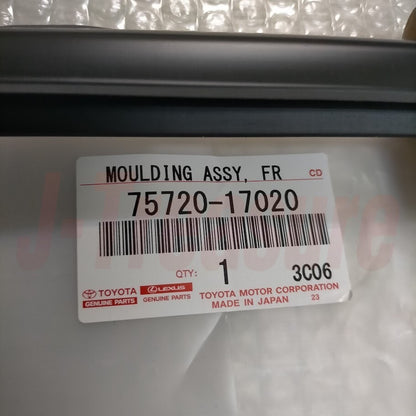 MOULDING ASSY, FR CD
75720-17020
QTY: 1 3C06
TOYOTA LEXUS TOYOTA MOTOR CORPORATION
GENUINE PARTS GENUINE PARTS MADE IN JAPAN 23
J-Treasure